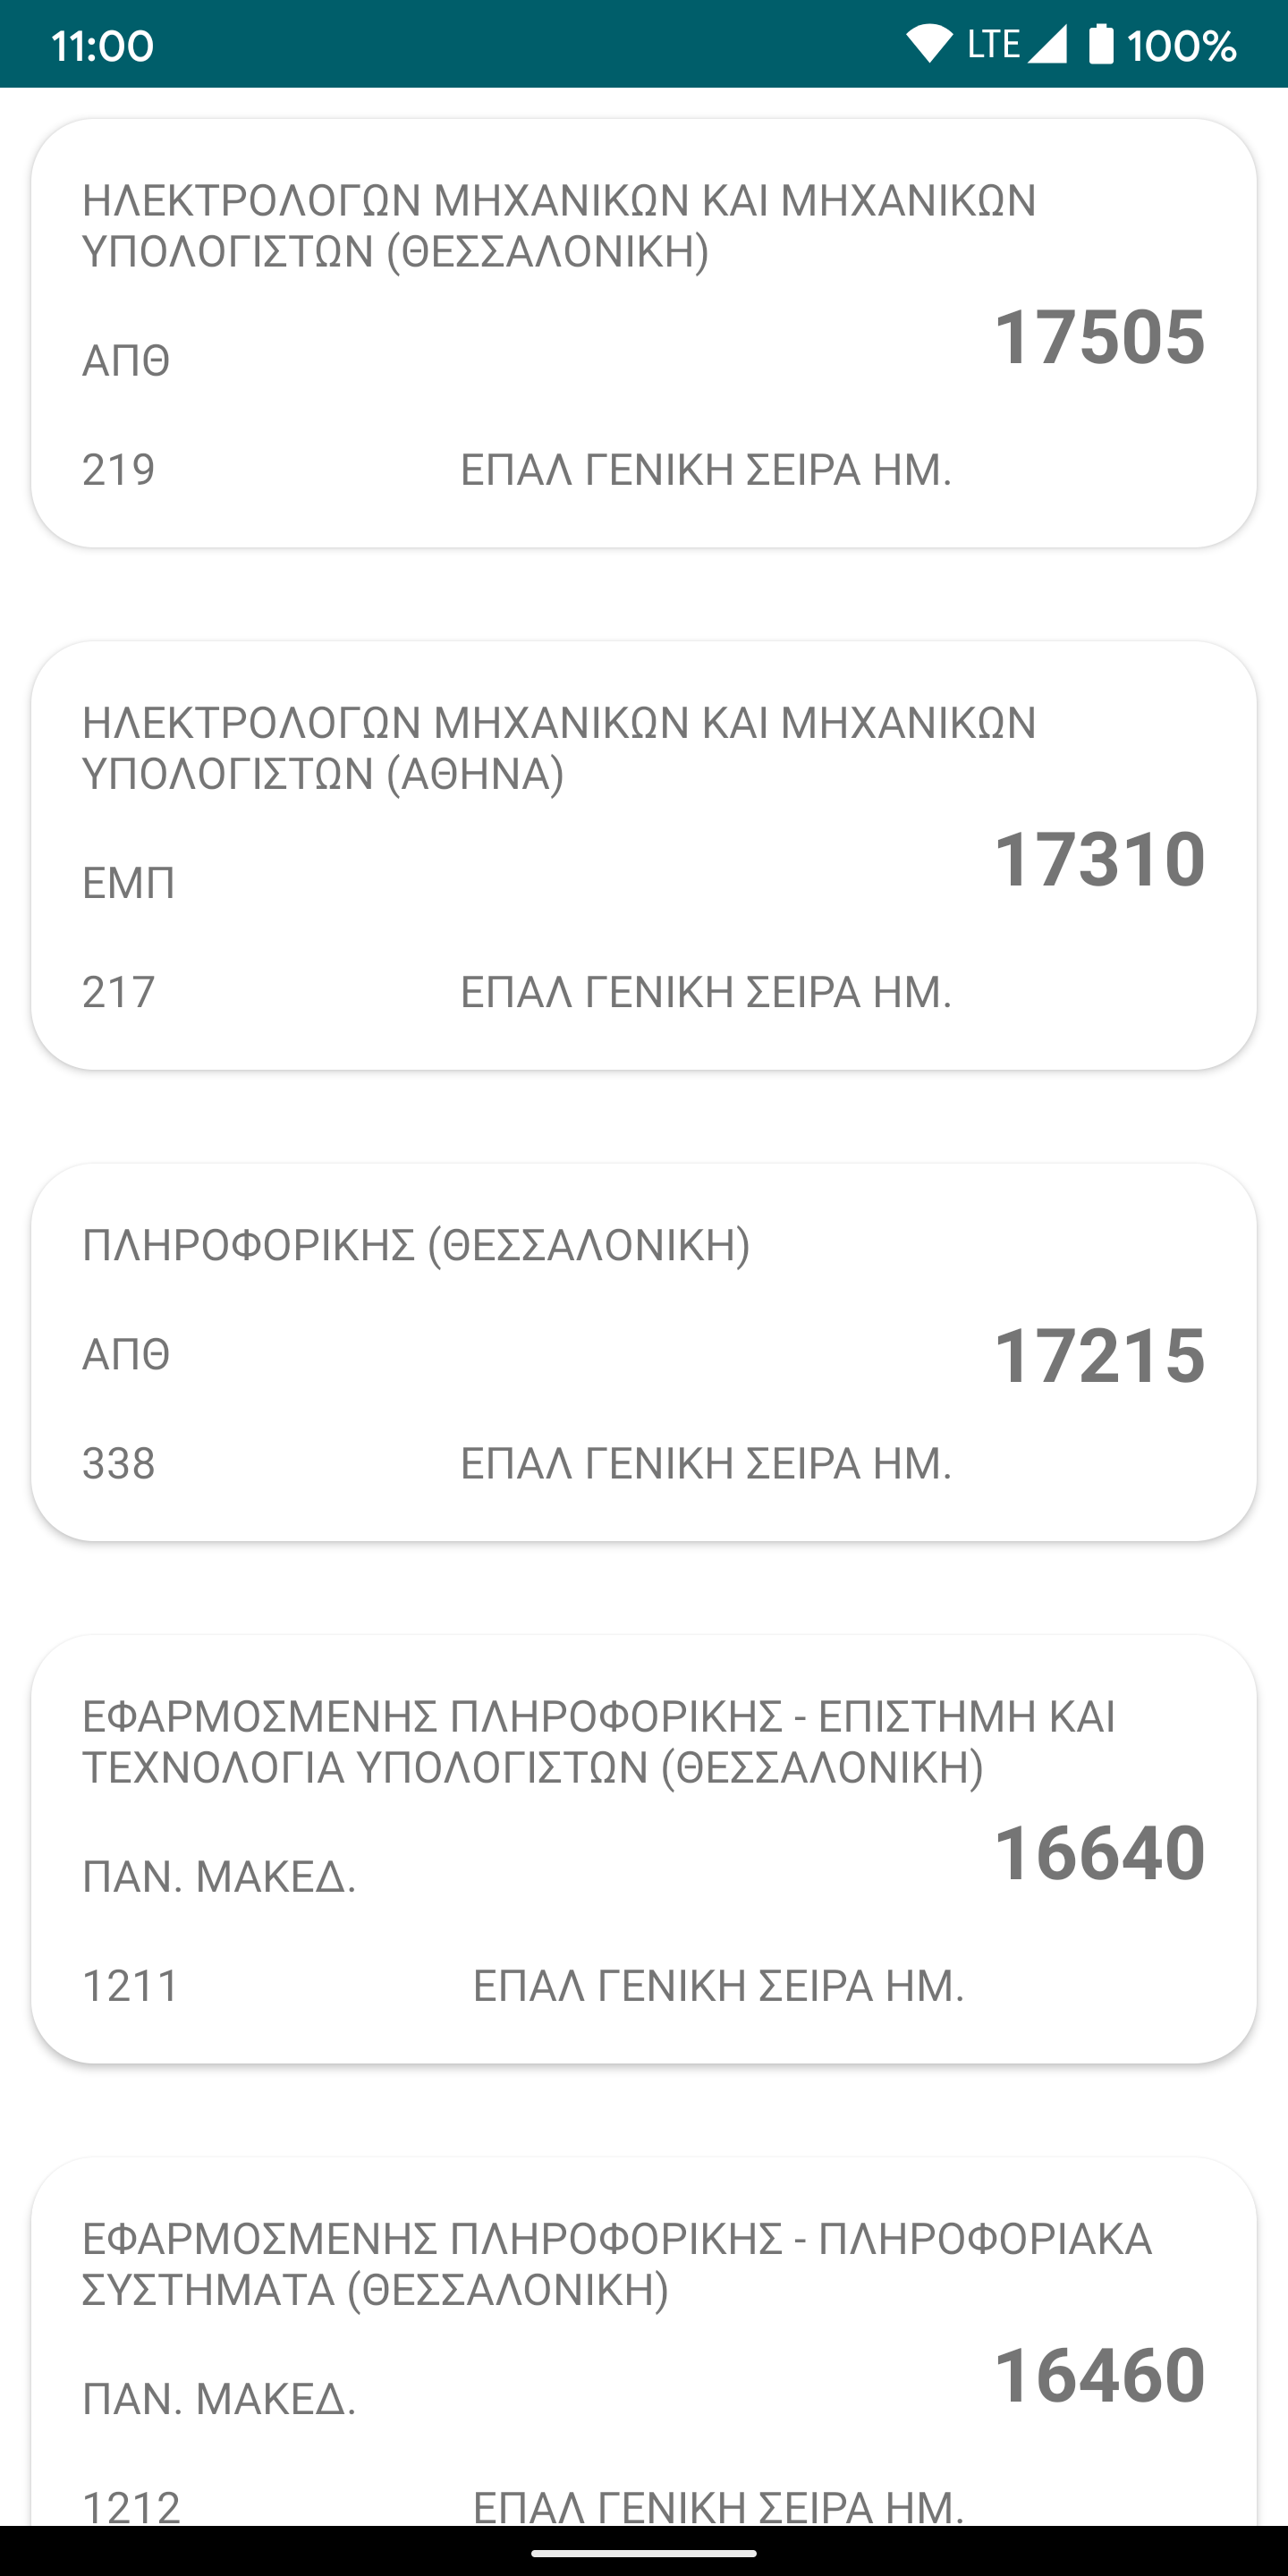 11:00 LTE 100%
ΗΛΕΚΤΡΟΛΟΓΩΝ ΜΗΧΑΝΙΚΩΝ ΚΑΙ ΜΗΧΑΝΙΚΩΝ
ΥΠΟΛΟΓΙΣΤΩΝ (ΘΕΣΣΑΛΟΝΙΚΗ)
17505
ΑΠΘ
219 ΕΠΑΛ ΓΕΝΙΚΗ ΣΕΙΡΑ ΗΜ.
ΗΛΕΚΤΡΟΛΟΓΩΝ ΜΗΧΑΝΙΚΩΝ ΚΑΙ ΜΗΧΑΝΙΚΩΝ
ΥΠΟΛΟΓΙΣΤΩΝ (ΑΘΗΝΑ)
17310
ΕΜΠ
217 ΕΠΑΛ ΓΕΝΙΚΗ ΣΕΙΡΑ ΗΜ.
ΠΛΗΡΟΦΟΡΙΚΗΣ (ΘΕΣΣΑΛΟΝΙΚΗ)
ΑΠΘ 17215
338 ΕΠΑΛ ΓΕΝΙΚΗ ΣΕΙΡΑ ΗΜ.
ΕΦΑΡΜΟΣΜΕΝΗΣ ΠΛΗΡΟΦΟΡΙΚΗΣ - ΕΠΙΣΤΗΜΗ ΚΑΙ
ΤΕΧΝΟΛΟΓΙΑ ΥΠΟΛΟΓΙΣΤΩΝ (ΘΕΣΣΑΛΟΝΙΚΗ)
16640
ΠΑΝ. ΜΑΚΕΔ.
1211 ΕΠΑΛ ΓΕΝΙΚΗ ΣΕΙΡΑ ΗΜ.
ΕΦΑΡΜΟΣΜΕΝΗΣ ΠΛΗΡΟΦΟΡΙΚΗΣ - ΠΛΗΡΟΦΟΡΙΑΚΑ
ΣΥΣΤΗΜΑΤΑ (ΘΕΣΣΑΛΟΝΙΚΗ)
16460
ΠΑΝ. ΜΑΚΕΔ.
1212 ΕΠΑΛ ΓΕΝΙΚΗ ΣΕΙΡΑ ΗΜ.